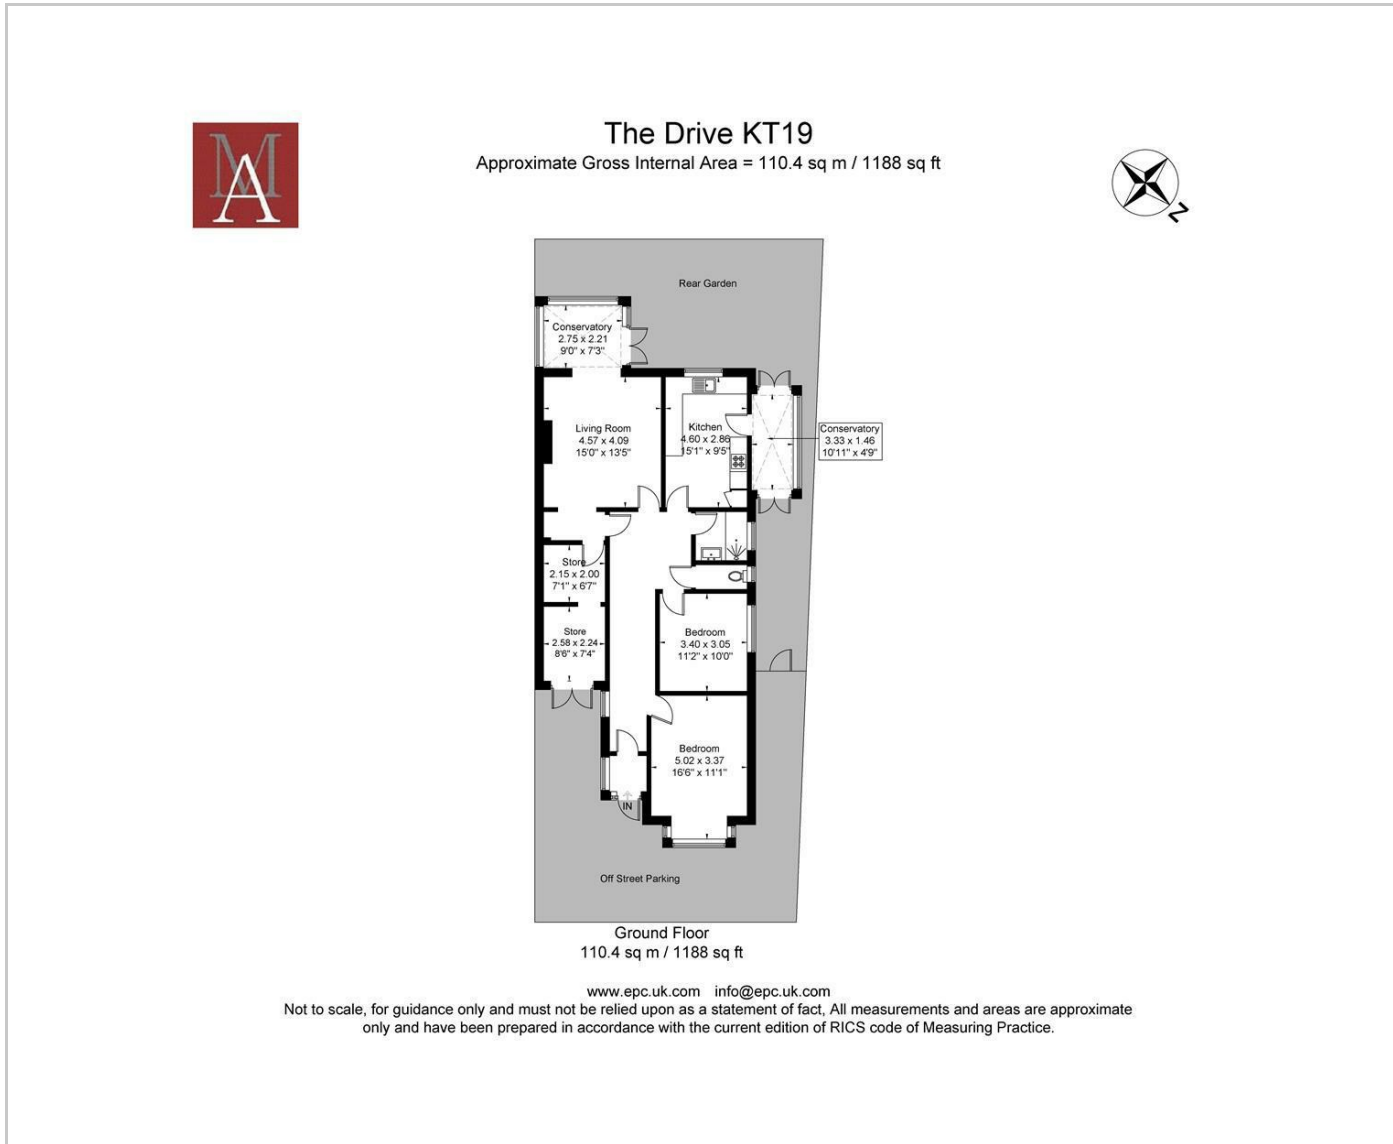 MA
The Drive KT19
Approximate Gross Internal Area = 110.4 sq m / 1188 sq ft
N
Rear Garden
Conservatory
2.75 x 2.21
9'0" x 7'3"
Living Room
4.57 x 4.09
15'0" x 13'5"
Kitchen
4.60 x 2.86
15'1" x 9'5"
Conservatory
3.33 x 1.46
10'11" x 4'9"
Store
2.15 x 2.00
7'1" x 6'7"
Store
2.58 x 2.24
8'6" x 7'4"
Bedroom
3.40 x 3.05
11'2" x 10'0"
Bedroom
5.02 x 3.37
16'6" x 11'1"
IN
Off Street Parking
Ground Floor
110.4 sq m / 1188 sq ft
www.epc.uk.com info@epc.uk.com
Not to scale, for guidance only and must not be relied upon as a statement of fact, All measurements and areas are approximate
only and have been prepared in accordance with the current edition of RICS code of Measuring Practice.